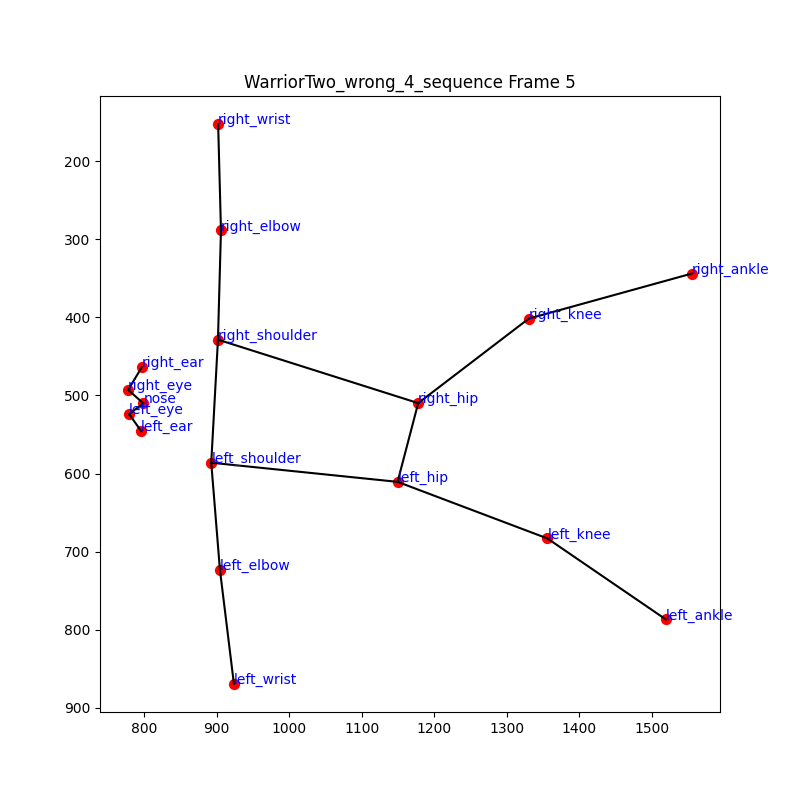 WarriorTwo_wrong_4_sequence Frame 5
right_wrist
right_elbow
right_ankle
right_knee
right_shoulder
right_ear
right_eye
nose
right_hip
left_eye
left_ear
left_shoulder
left_hip
left_knee
left_elbow
left_ankle
left_wrist
200
300
400
500
600
700
800
900
800 900 1000 1100 1200 1300 1400 1500